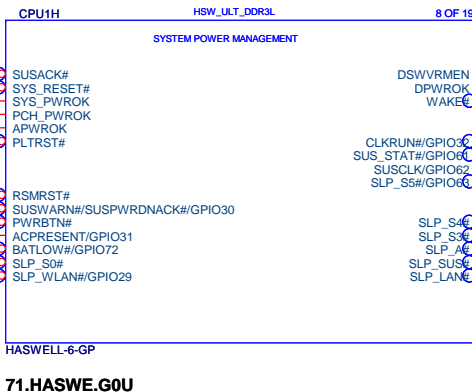 CPU1H HSW_ULT_DDR3L 8 OF 19
SYSTEM POWER MANAGEMENT
SUSACK# DSWVRMEN
SYS_RESET# DPWROK
SYS_PWROK WAKE#
PCH_PWROK
APWROK
PLTRST# CLKRUN#/GPIO32
SUS_STAT#/GPIO61
SUSCLK/GPIO62
SLP_S5#/GPIO63
RSMRST#
SUSWARN#/SUSPWRDNACK#/GPIO30
PWRBTN# SLP_S4#
ACPRESENT/GPIO31 SLP_S3#
BATLOW#/GPIO72 SLP_A#
SLP_S0# SLP_SUS#
SLP_WLAN#/GPIO29 SLP_LAN#
HASWELL-6-GP
71.HASWE.G0U